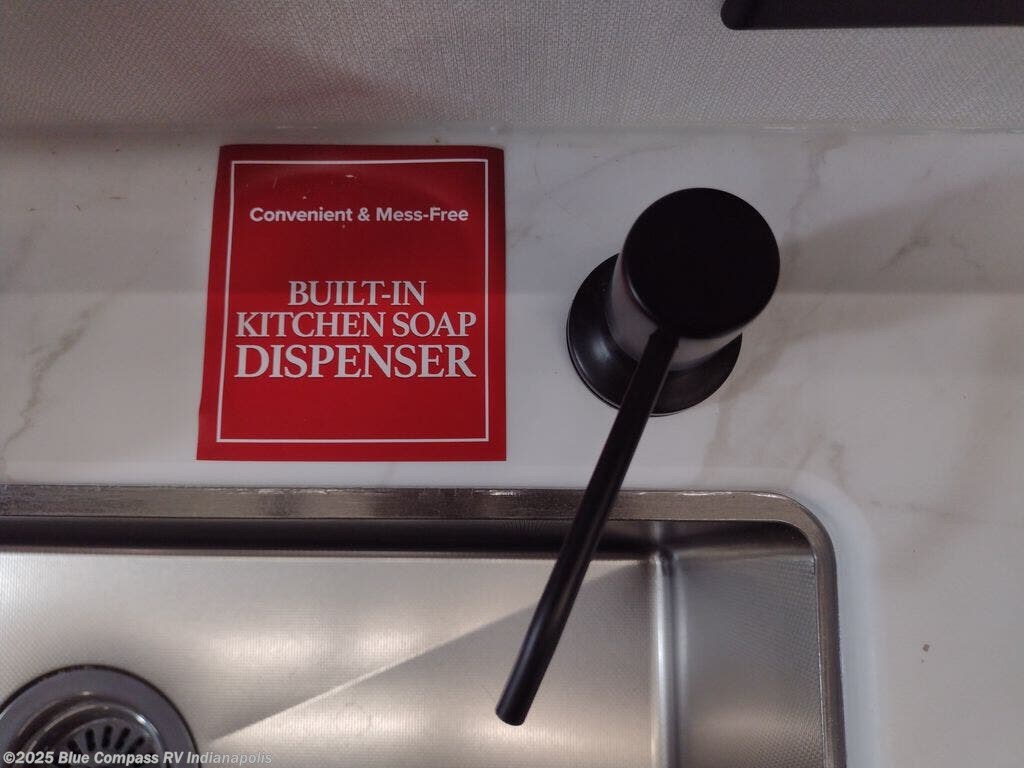 Convenient & Mess-Free
BUILT-IN
KITCHEN SOAP
DISPENSER
©2025 Blue Compass RV Indianapolis